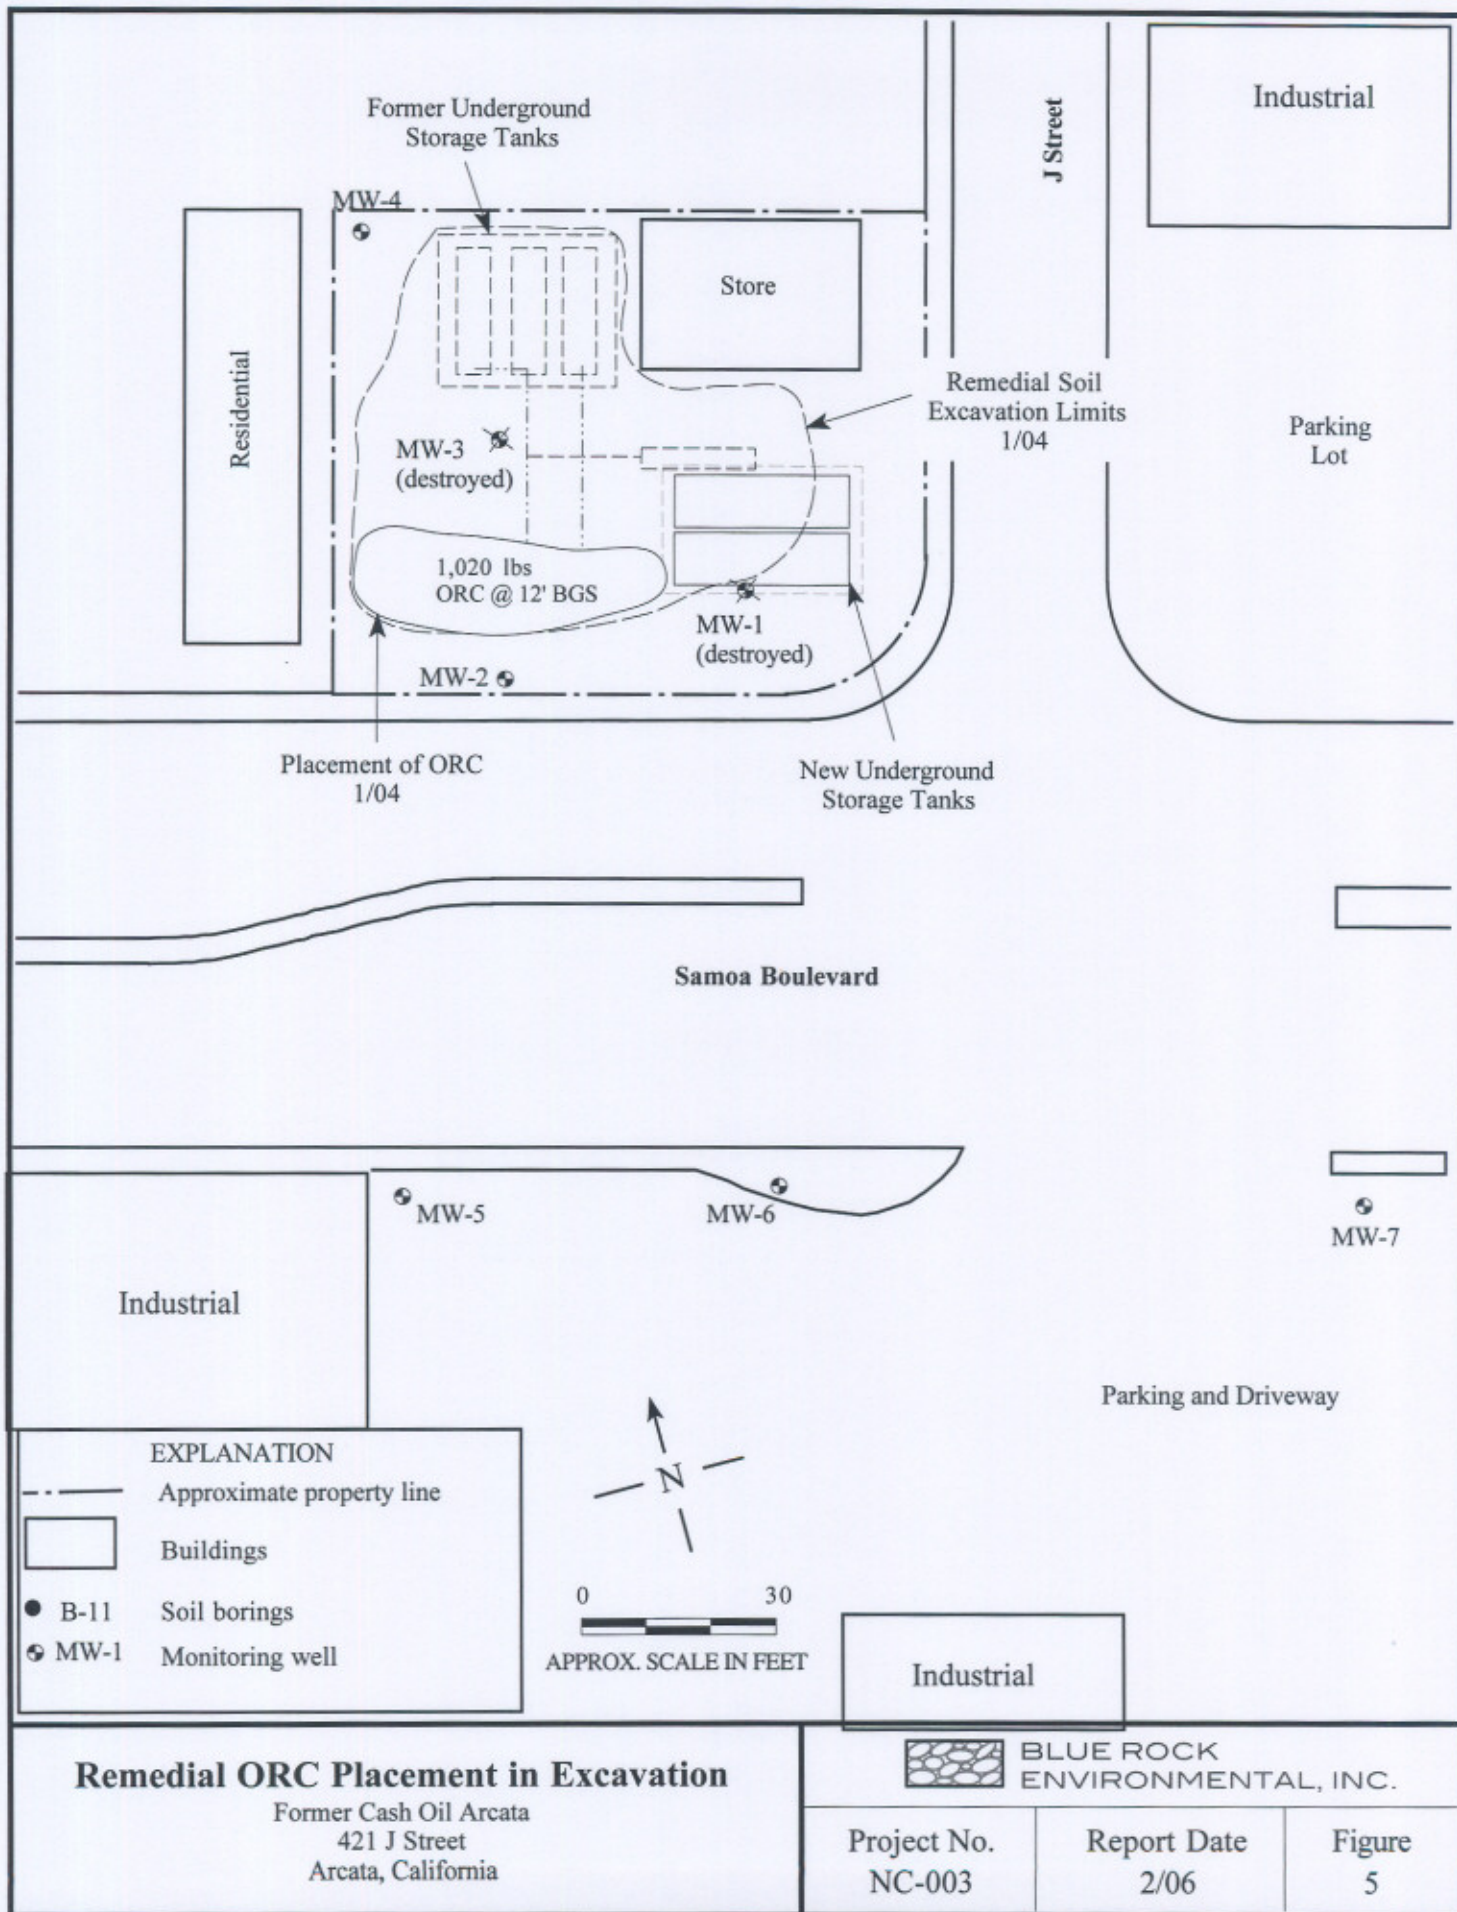 Former Underground
Storage Tanks
J Street
Industrial
MW-4
Store
Residential
Remedial Soil
Excavation Limits
1/04
Parking
Lot
MW-3
(destroyed)
1,020 lbs
ORC @ 12' BGS
MW-1
(destroyed)
MW-2
Placement of ORC
1/04
New Underground
Storage Tanks
Samoa Boulevard
MW-5
MW-6
MW-7
Industrial
Parking and Driveway
EXPLANATION
Approximate property line
Buildings
B-11 Soil borings
MW-1 Monitoring well
N
0 30
APPROX. SCALE IN FEET
Industrial
Remedial ORC Placement in Excavation
Former Cash Oil Arcata
421 J Street
Arcata, California
BLUE ROCK
ENVIRONMENTAL, INC.
Project No.
NC-003
Report Date
2/06
Figure
5